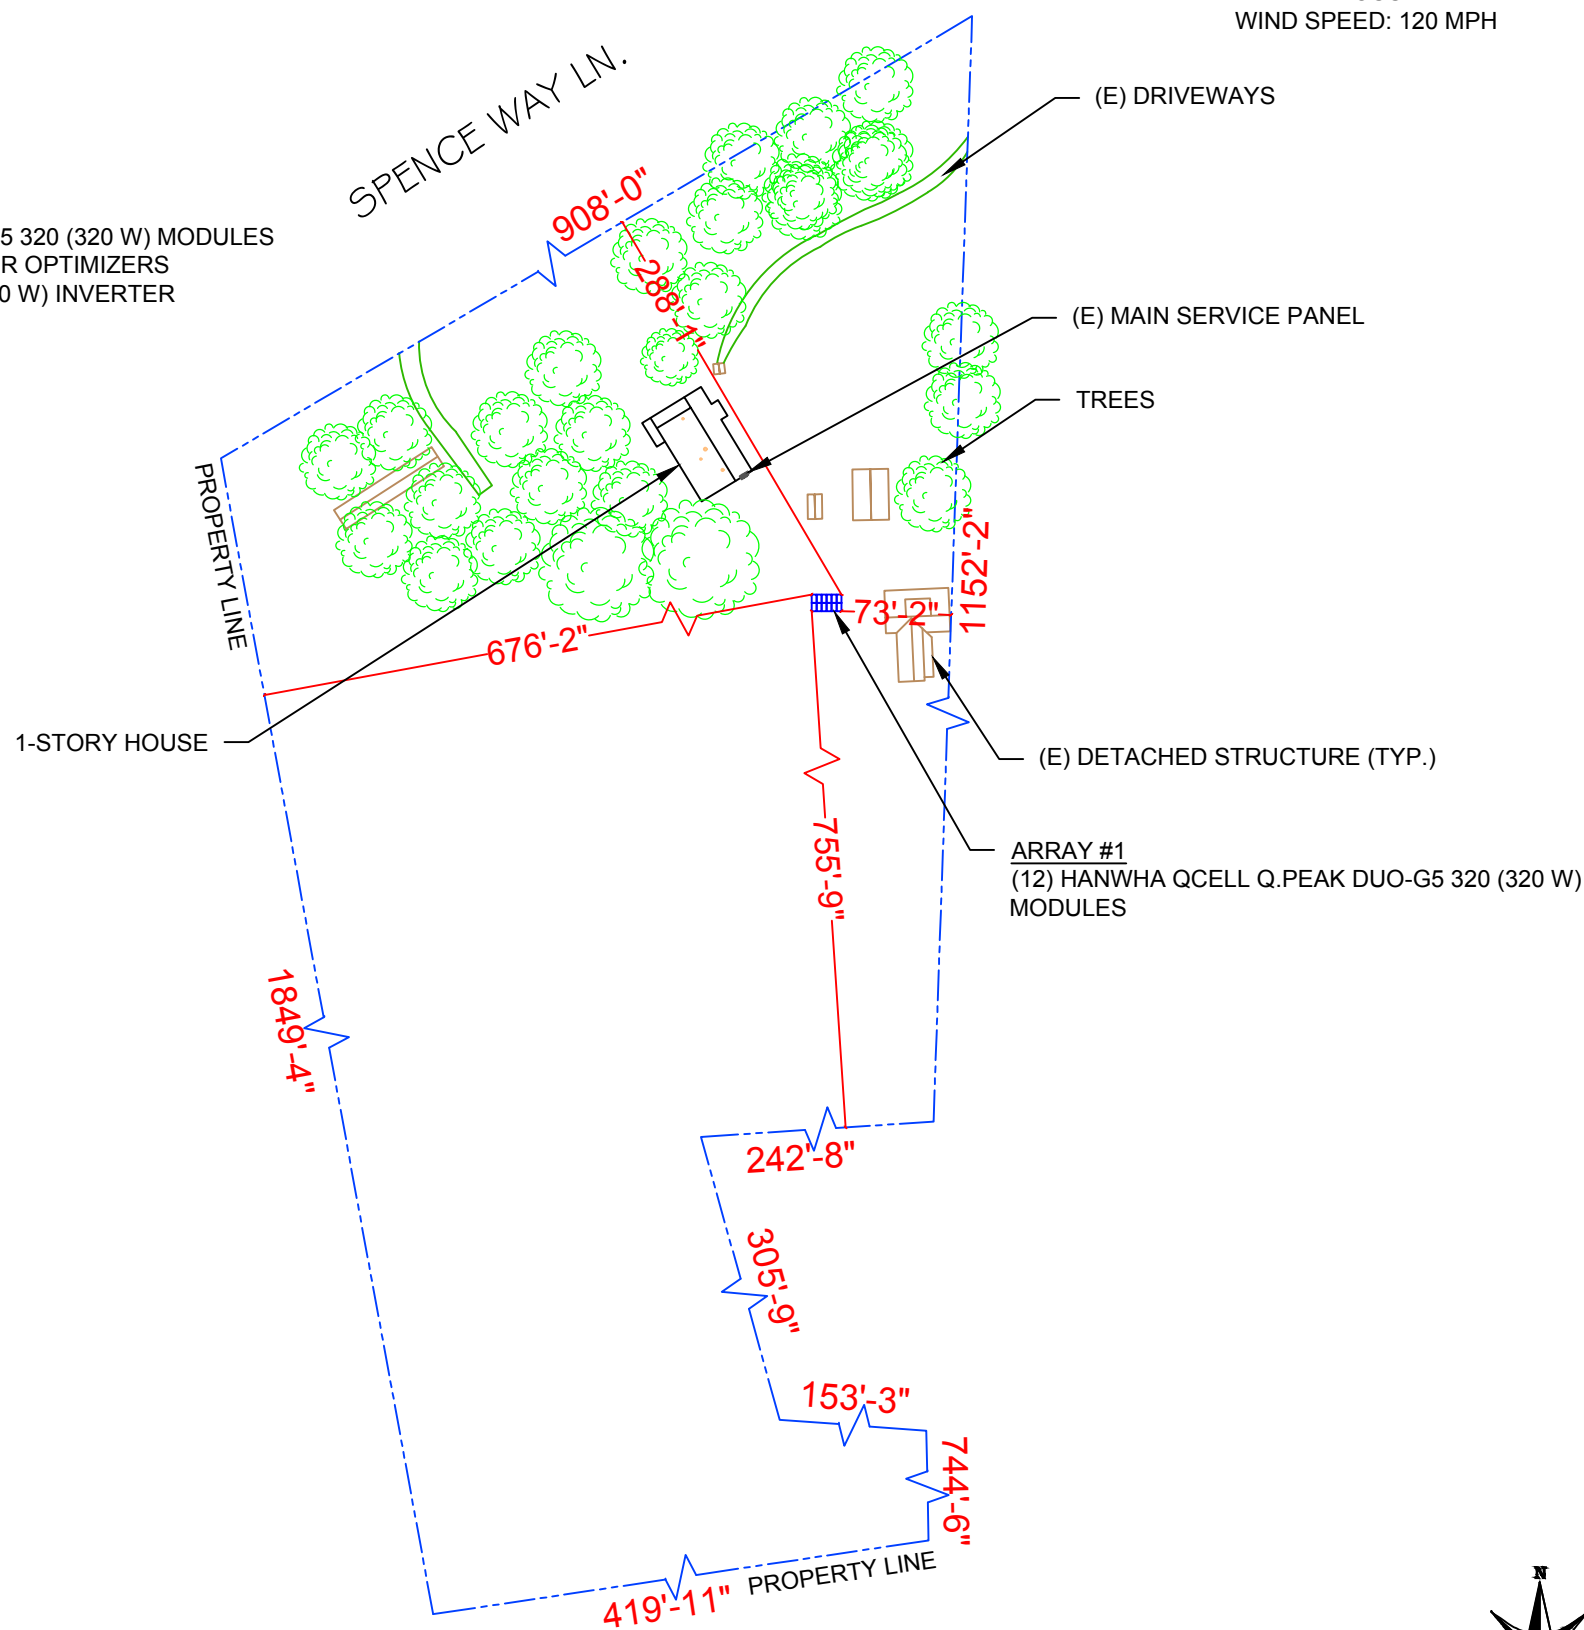 WIND SPEED: 120 MPH
SPENCE WAY LN.
(E) DRIVEWAYS
908'-0"
5 320 (320 W) MODULES
R OPTIMIZERS
0 W) INVERTER
288'-1"
(E) MAIN SERVICE PANEL
TREES
PROPERTY LINE
1152'-2"
73'-2"
676'-2"
1-STORY HOUSE
(E) DETACHED STRUCTURE (TYP.)
755'-9"
ARRAY #1
(12) HANWHA QCELL Q.PEAK DUO-G5 320 (320 W)
MODULES
1849'-4"
242'-8"
305'-9"
153'-3"
744'-6"
PROPERTY LINE
419'-11"
N